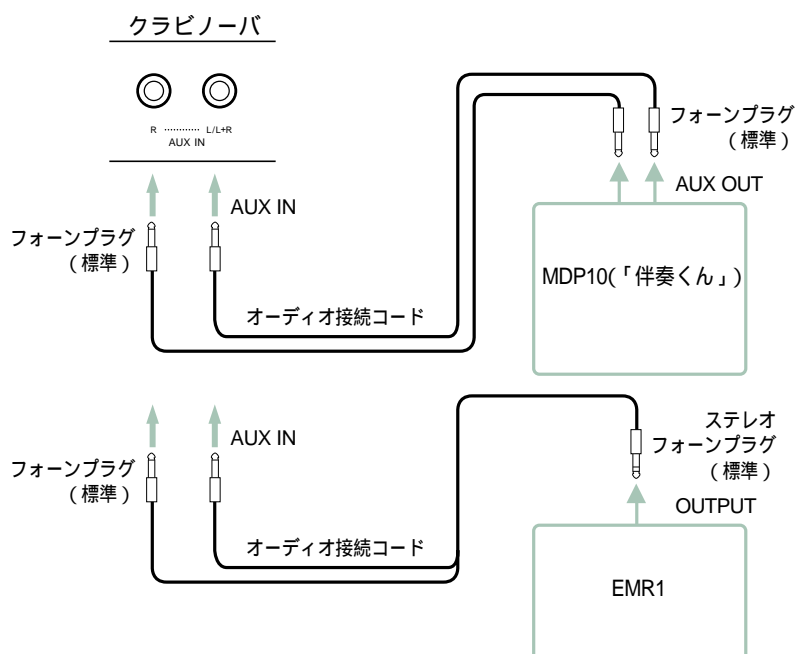 クラビノーバ
R ............ L/L+R
AUX IN
フォーンプラグ
(標準)
AUX OUT
AUX IN
フォーンプラグ
(標準)
MDP10(「伴奏くん」)
オーディオ接続コード
ステレオ
フォーンプラグ
(標準)
AUX IN
フォーンプラグ
(標準)
OUTPUT
オーディオ接続コード
EMR1